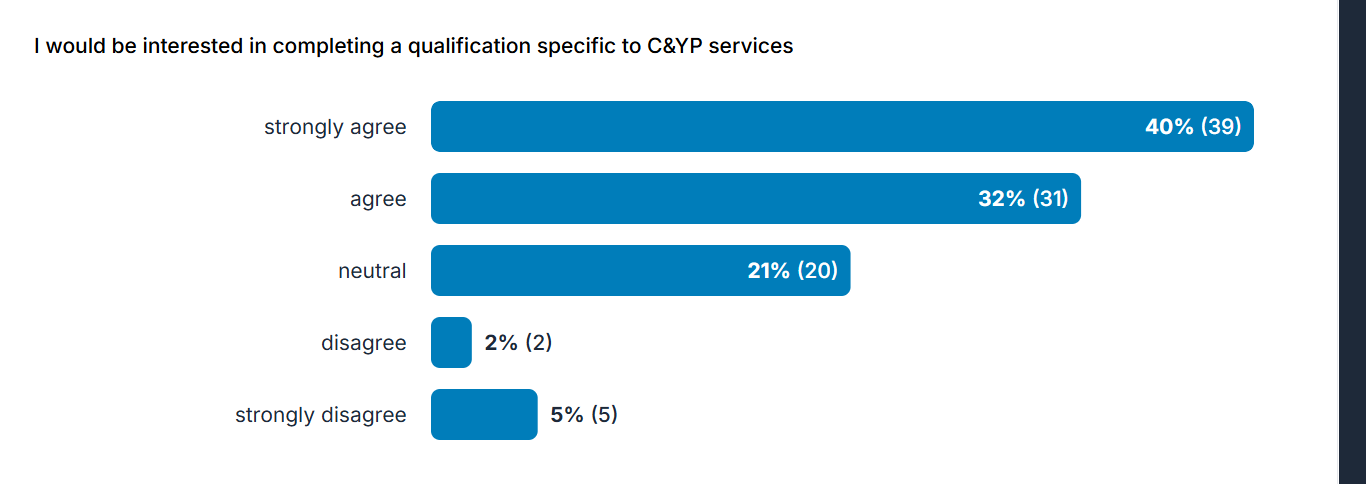 I would be interested in completing a qualification specific to C&YP services
strongly agree 40% (39)
agree 32% (31)
neutral 21% (20)
disagree 2% (2)
strongly disagree 5% (5)